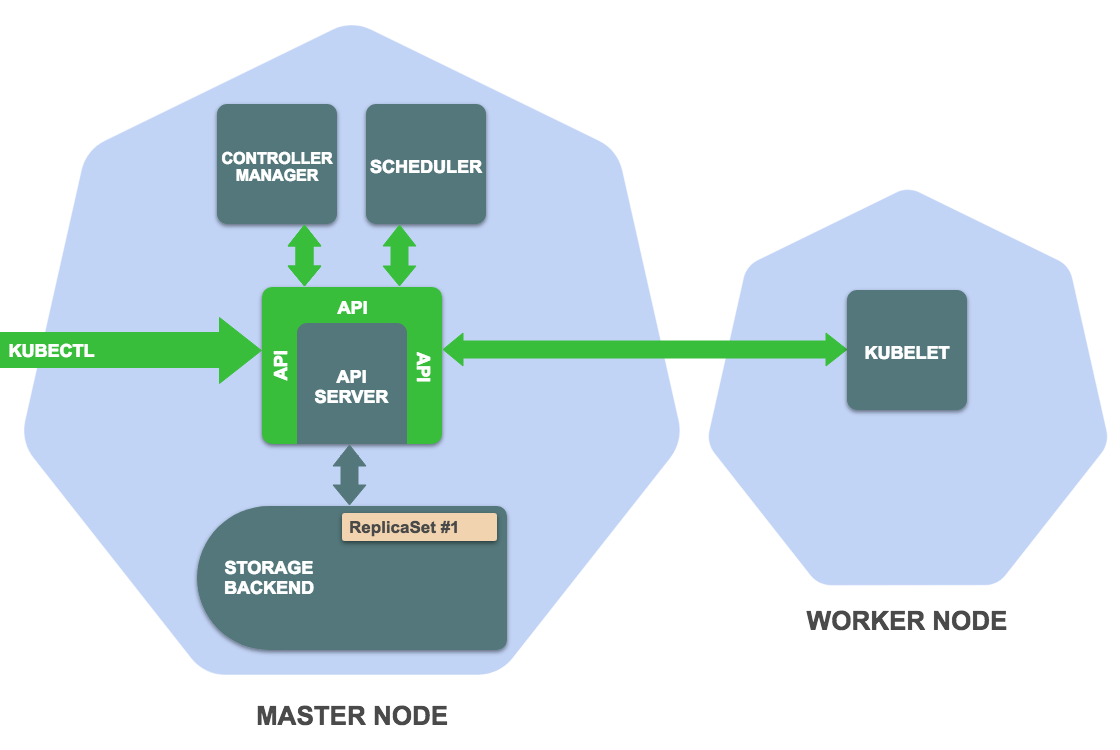 CONTROLLER
MANAGER
SCHEDULER
API
KUBECTL
API
API
SERVER
API
KUBELET
ReplicaSet #1
STORAGE
BACKEND
WORKER NODE
MASTER NODE